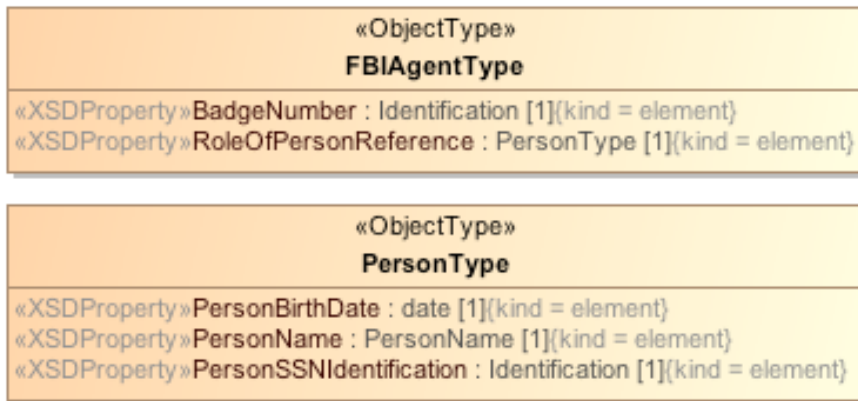 «ObjectType»
FBIAgentType
«XSDProperty»BadgeNumber : Identification [1]{kind = element}
«XSDProperty»RoleOfPersonReference : PersonType [1]{kind = element}
«ObjectType»
PersonType
«XSDProperty»PersonBirthDate : date [1]{kind = element}
«XSDProperty»PersonName : PersonName [1]{kind = element}
«XSDProperty»PersonSSNIdentification : Identification [1]{kind = element}